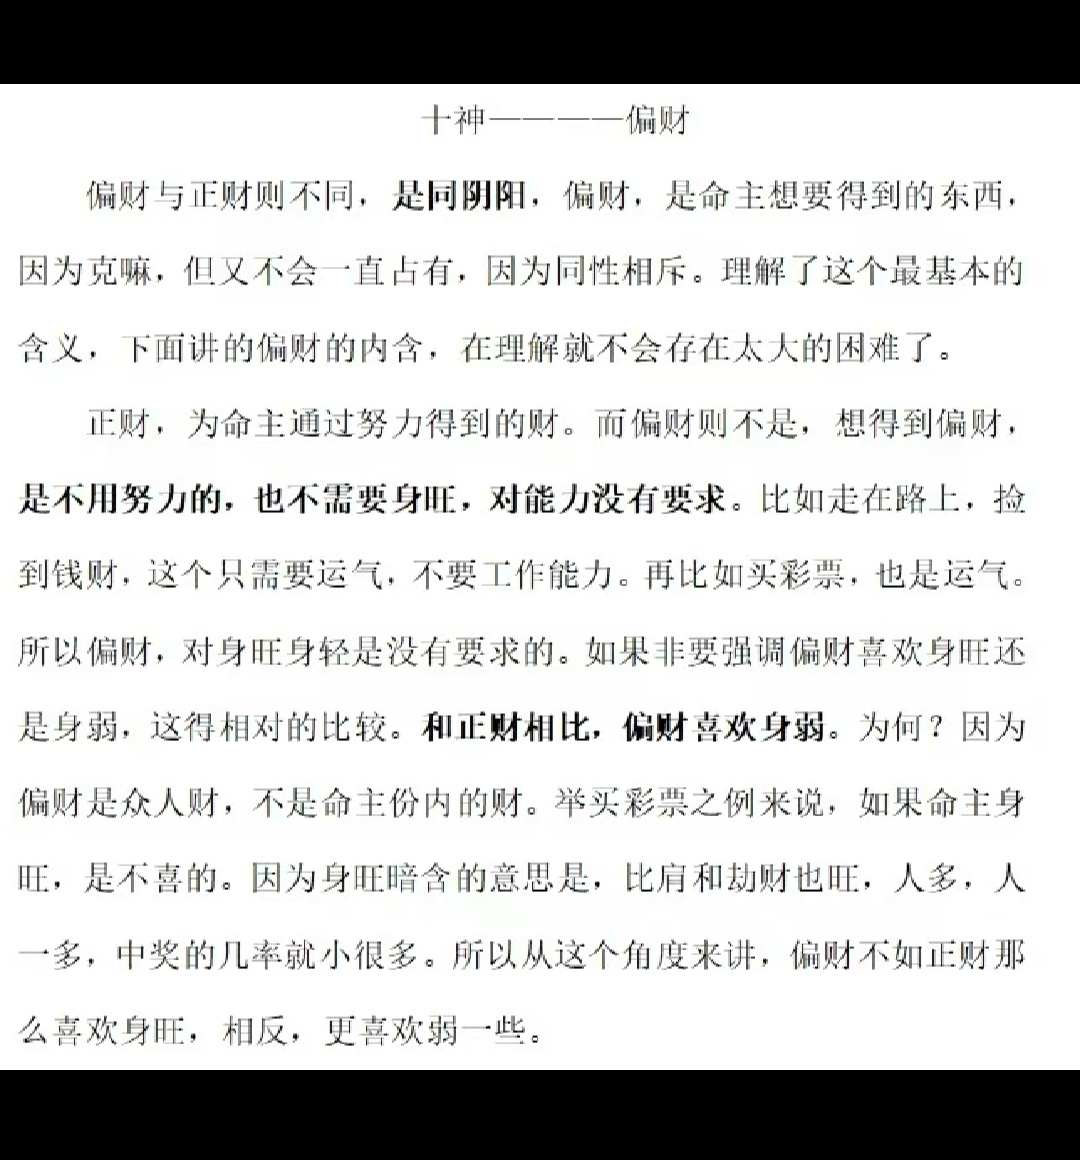 十神————偏财
偏财与正财则不同，是同阴阳，偏财，是命主想要得到的东西，
因为克嘛，但又不会一直占有，因为同性相斥。理解了这个最基本的
含义，下面讲的偏财的内含，在理解就不会存在太大的困难了。
正财，为命主通过努力得到的财。而偏财则不是，想得到偏财，
是不用努力的，也不需要身旺，对能力没有要求。比如走在路上，捡
到钱财，这个只需要运气，不要工作能力。再比如买彩票，也是运气。
所以偏财，对身旺身轻是没有要求的。如果非要强调偏财喜欢身旺还
是身弱，这得相对的比较。和正财相比，偏财喜欢身弱。为何？因为
偏财是众人财，不是命主份内的财。举买彩票之例来说，如果命主身
旺，是不喜的。因为身旺暗含的意思是，比肩和劫财也旺，人多，人
一多，中奖的几率就小很多。所以从这个角度来讲，偏财不如正财那
么喜欢身旺，相反，更喜欢弱一些。